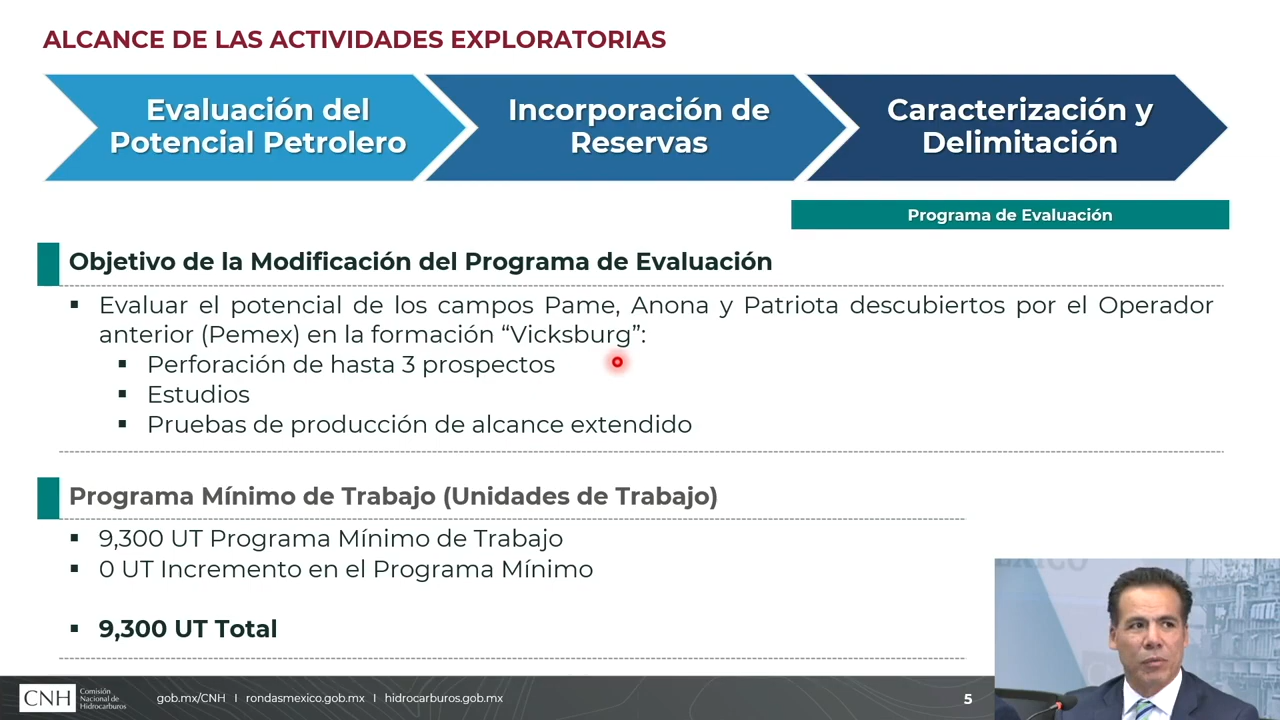 ALCANCE DE LAS ACTIVIDADES EXPLORATORIAS
Evaluación del
Potencial Petrolero
Incorporación de
Reservas
Caracterización y
Delimitación
Programa de Evaluación
Objetivo de la Modificación del Programa de Evaluación
▪ Evaluar el potencial de los campos Pame, Anona y Patriota descubiertos por el Operador
anterior (Pemex) en la formación “Vicksburg”:
▪ Perforación de hasta 3 prospectos
▪ Estudios
▪ Pruebas de producción de alcance extendido
Programa Mínimo de Trabajo (Unidades de Trabajo)
▪ 9,300 UT Programa Mínimo de Trabajo
▪ 0 UT Incremento en el Programa Mínimo
▪ 9,300 UT Total
CNH
Comisión
Nacional de
Hidrocarburos
gob.mx/CNH I rondasmexico.gob.mx I hidrocarburos.gob.mx
5